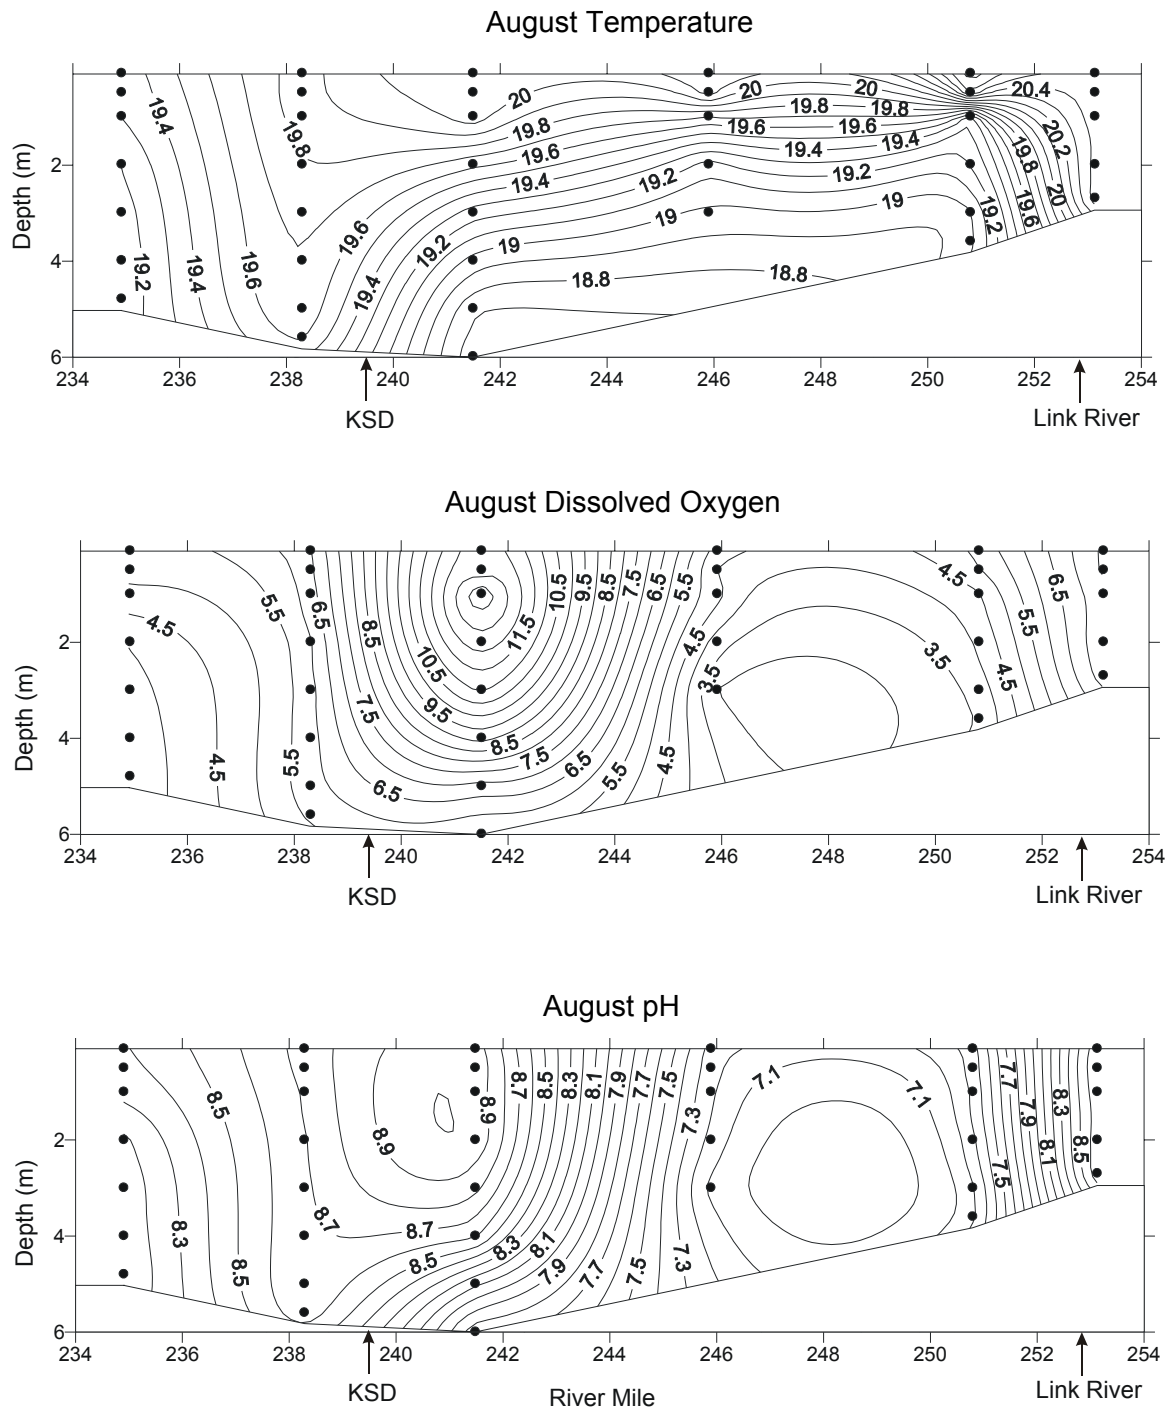 August Temperature
20 20 20 20.4
19.4 19.8 19.8 19.8 19.8 20.2
19.6 19.6 19.6 19.8
19.4 19.4 19.4
19.2 19.2 20
19.6 19 19 19 19.2 19.6
19.2 19.4 19.6 19.4 19.2 18.8 18.8
Depth (m)
2
4
6
234 236 238 240 242 244 246 248 250 252 254
KSD Link River
August Dissolved Oxygen
10.5 9.5 8.5 7.5 6.5 5.5 4.5 6.5
5.5 6.5 8.5 11.5 5.5
4.5 10.5 4.5 3.5
9.5 3.5 4.5
7.5 8.5
4.5 5.5 6.5 7.5 6.5 5.5 4.5
Depth (m)
2
4
6
234 236 238 240 242 244 246 248 250 252 254
KSD Link River
August pH
8.5 8.9 8.7 8.5 8.3 8.1 7.9 7.7 7.5 7.1 7.1 7.7
8.9 7.3 7.9 8.3
8.1 8.5
7.5
8.3 8.7 8.7 8.3 8.1
8.5 8.5 7.9 7.7 7.5 7.3
Depth (m)
2
4
6
234 236 238 240 242 244 246 248 250 252 254
KSD River Mile Link River